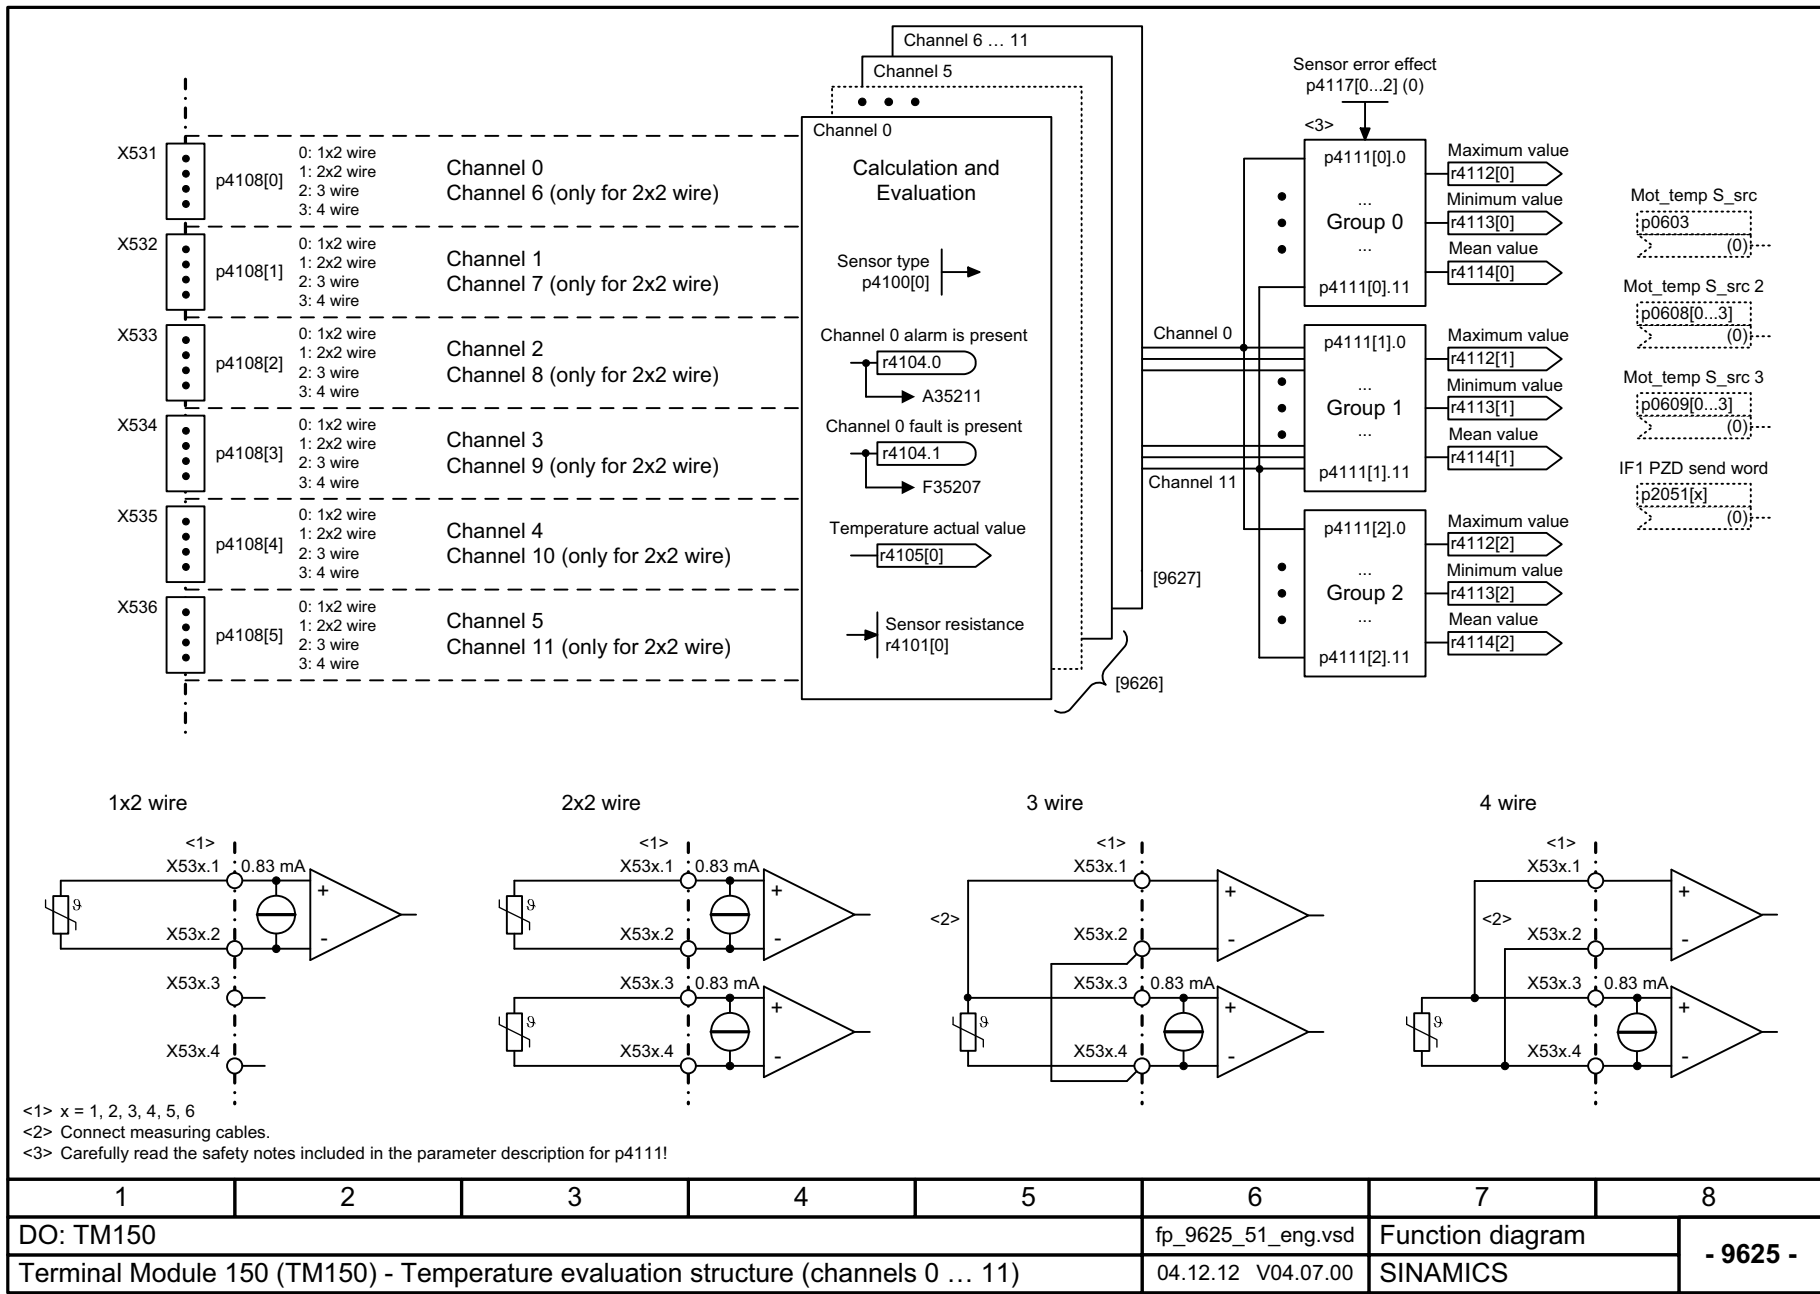 Channel 6 … 11
Channel 5
Channel 0
Calculation and
Evaluation
Sensor type
p4100[0]
Channel 0 alarm is present
r4104.0
A35211
Channel 0 fault is present
r4104.1
F35207
Temperature actual value
r4105[0]
Sensor resistance
r4101[0]
[9627]
[9626]
X531
p4108[0]
0: 1x2 wire
1: 2x2 wire
2: 3 wire
3: 4 wire
Channel 0
Channel 6 (only for 2x2 wire)
X532
p4108[1]
0: 1x2 wire
1: 2x2 wire
2: 3 wire
3: 4 wire
Channel 1
Channel 7 (only for 2x2 wire)
X533
p4108[2]
0: 1x2 wire
1: 2x2 wire
2: 3 wire
3: 4 wire
Channel 2
Channel 8 (only for 2x2 wire)
X534
p4108[3]
0: 1x2 wire
1: 2x2 wire
2: 3 wire
3: 4 wire
Channel 3
Channel 9 (only for 2x2 wire)
X535
p4108[4]
0: 1x2 wire
1: 2x2 wire
2: 3 wire
3: 4 wire
Channel 4
Channel 10 (only for 2x2 wire)
X536
p4108[5]
0: 1x2 wire
1: 2x2 wire
2: 3 wire
3: 4 wire
Channel 5
Channel 11 (only for 2x2 wire)
Channel 0
Channel 11
Sensor error effect
p4117[0...2] (0)
<3>
p4111[0].0
...
Group 0
...
p4111[0].11
Maximum value
r4112[0]
Minimum value
r4113[0]
Mean value
r4114[0]
p4111[1].0
...
Group 1
...
p4111[1].11
Maximum value
r4112[1]
Minimum value
r4113[1]
Mean value
r4114[1]
p4111[2].0
...
Group 2
...
p4111[2].11
Maximum value
r4112[2]
Minimum value
r4113[2]
Mean value
r4114[2]
Mot_temp S_src
p0603
(0)
Mot_temp S_src 2
p0608[0...3]
(0)
Mot_temp S_src 3
p0609[0...3]
(0)
IF1 PZD send word
p2051[x]
(0)
1x2 wire
<1>
X53x.1
0.83 mA
+
ϑ
X53x.2
-
X53x.3
X53x.4
2x2 wire
<1>
X53x.1
0.83 mA
+
ϑ
X53x.2
-
X53x.3
0.83 mA
+
ϑ
X53x.4
-
3 wire
<1>
X53x.1
+
<2>
X53x.2
-
X53x.3
0.83 mA
+
ϑ
X53x.4
-
4 wire
<1>
X53x.1
+
<2>
X53x.2
-
X53x.3
0.83 mA
+
ϑ
X53x.4
-
<1> x = 1, 2, 3, 4, 5, 6
<2> Connect measuring cables.
<3> Carefully read the safety notes included in the parameter description for p4111!
1 2 3 4 5 6 7 8
DO: TM150
fp_9625_51_eng.vsd
Function diagram
- 9625 -
Terminal Module 150 (TM150) - Temperature evaluation structure (channels 0 … 11)
04.12.12 V04.07.00
SINAMICS